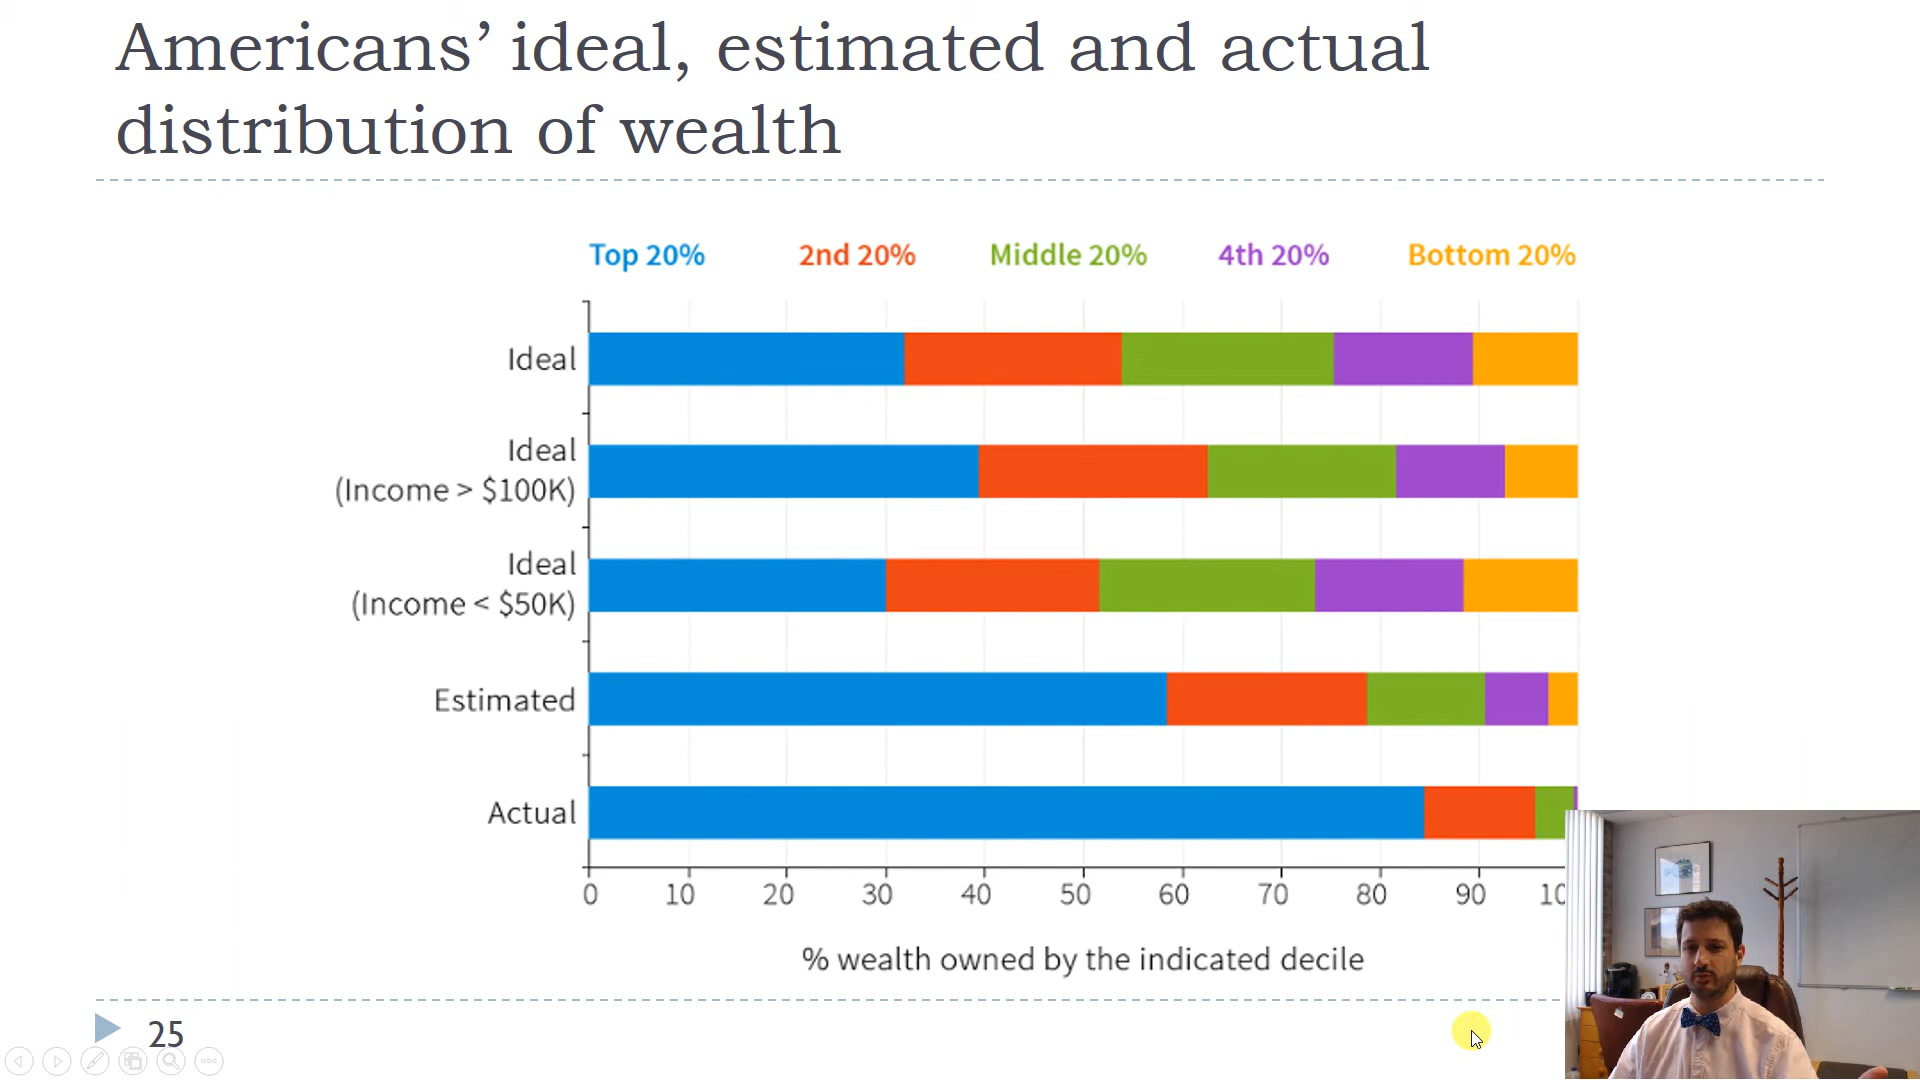 Americans’ ideal, estimated and actual
distribution of wealth
Top 20% 2nd 20% Middle 20% 4th 20% Bottom 20%
Ideal
Ideal
(Income > $100K)
Ideal
(Income < $50K)
Estimated
Actual
0 10 20 30 40 50 60 70 80 90 10
% wealth owned by the indicated decile
25